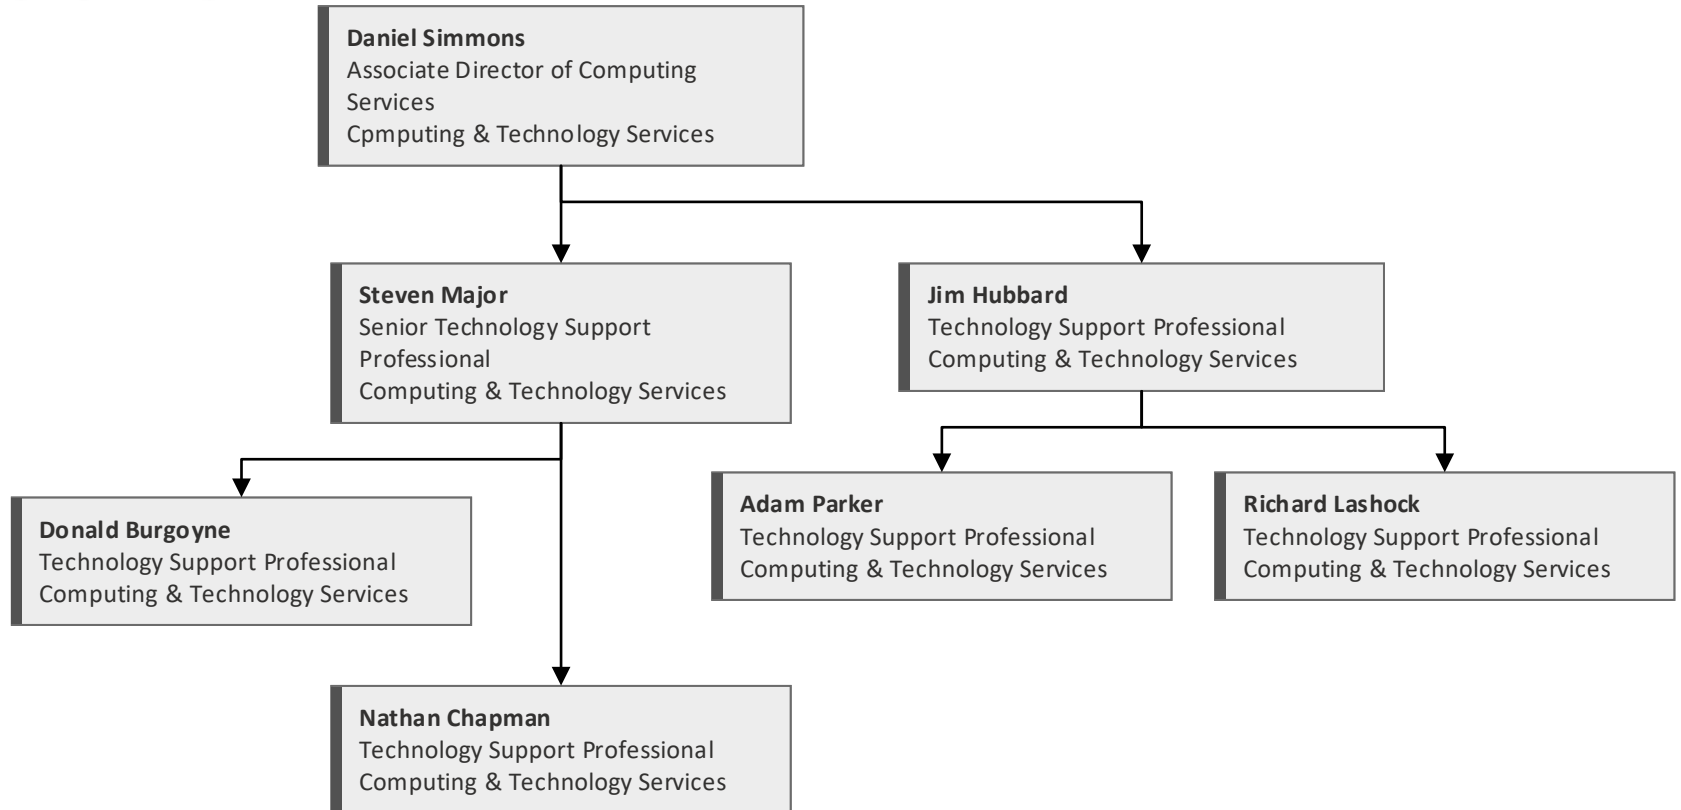 Daniel Simmons
Associate Director of Computing
Services
Cpmputing & Technology Services
Steven Major
Senior Technology Support
Professional
Computing & Technology Services
Jim Hubbard
Technology Support Professional
Computing & Technology Services
Donald Burgoyne
Technology Support Professional
Computing & Technology Services
Adam Parker
Technology Support Professional
Computing & Technology Services
Richard Lashock
Technology Support Professional
Computing & Technology Services
Nathan Chapman
Technology Support Professional
Computing & Technology Services